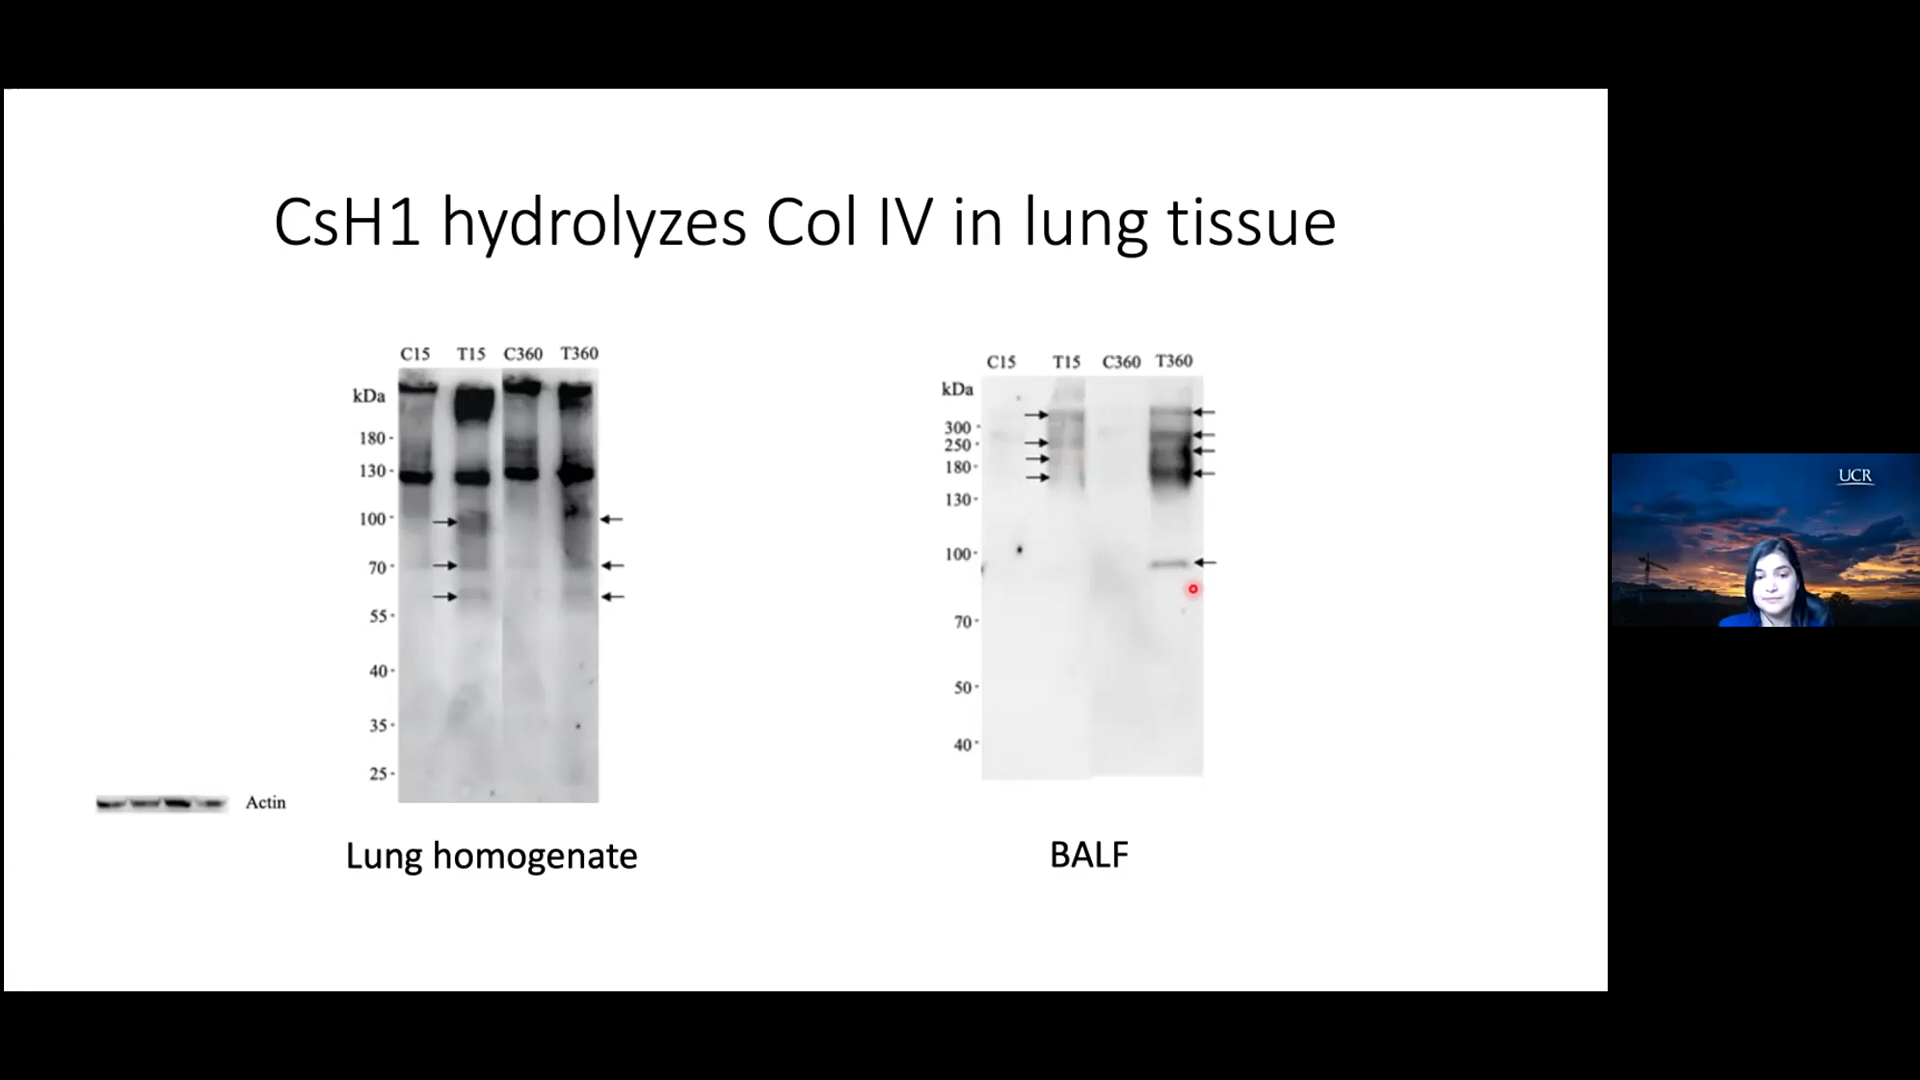 CsH1 hydrolyzes Col IV in lung tissue
C15 T15 C360 T360
kDa
180
130
100
70
55
40
35
25
Actin
Lung homogenate
C15 T15 C360 T360
kDa
300
250
180
130
100
70
50
40
BALF
UCR